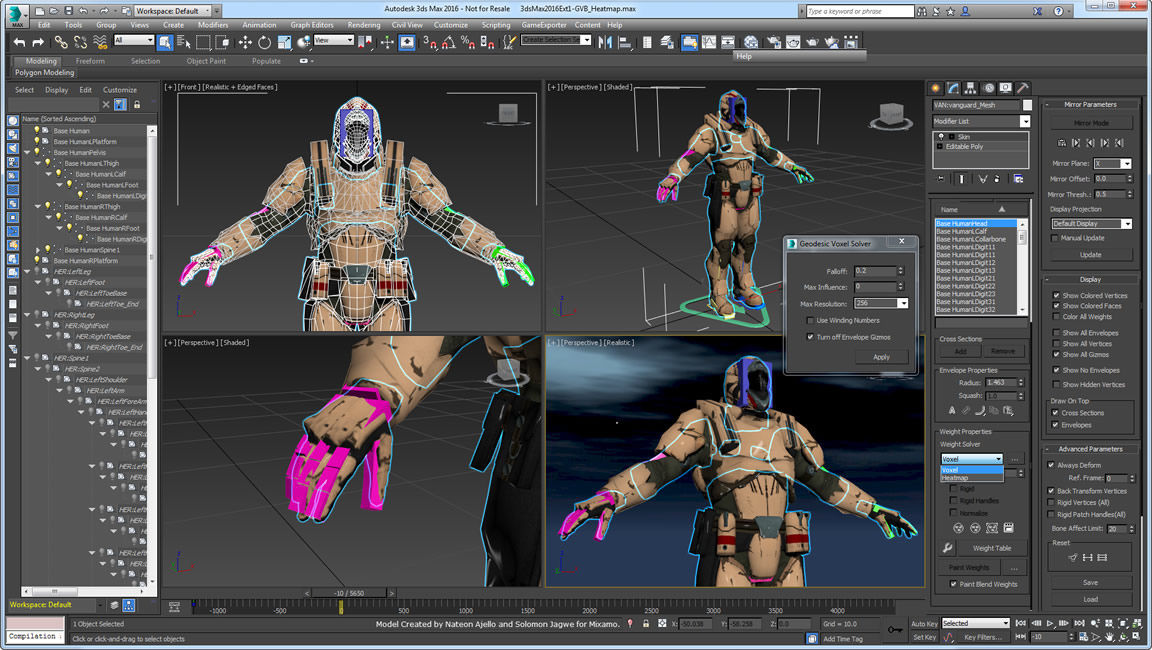 Workspace: Default
Autodesk 3ds Max 2016 - Not for Resale 3dsMax2016Ext1-GVB_Heatmap.max
Type a keyword or phrase
MAX
Edit Tools Group Views Create Modifiers Animation Graph Editors Rendering Civil View Customize Scripting GameExporter Content Help
All
View
Create Selection Se
Help
Modeling Freeform Selection Object Paint Populate
Polygon Modeling
Select Display Edit Customize
Name (Sorted Ascending)
Base Human
Base HumanLPlatform
Base HumanPelvis
Base HumanLThigh
Base HumanLCalf
Base HumanLFoot
Base HumanLDigit
Base HumanRThigh
Base HumanRCalf
Base HumanRFoot
Base HumanRDig
Base HumanSpine1
Base HumanRPlatform
HER:LeftLeg
HER:LeftFoot
HER:LeftToeBase
HER:LeftToe_End
HER:RightLeg
HER:RightFoot
HER:RightToeBase
HER:RightToe_End
HER:Spine1
HER:Spine2
HER:LeftShoulder
HER:LeftArm
HER:LeftForeArm
HER:LeftHand
Workspace: Default
[+] [Front] [Realistic + Edged Faces]
[+] [Perspective] [Shaded]
[+] [Perspective] [Shaded]
[+] [Perspective] [Realistic]
Geodesic Voxel Solver
Falloff: 0.2
Max Influence: 0
Max Resolution: 256
Use Winding Numbers
Turn off Envelope Gizmos
Apply
VAN:vanguard_Mesh
Modifier List
Skin
Editable Poly
Name
Base HumanHead
Base HumanLCalf
Base HumanLCollarbone
Base HumanLDigit11
Base HumanLDigit11
Base HumanLDigit12
Base HumanLDigit13
Base HumanLDigit21
Base HumanLDigit22
Base HumanLDigit23
Base HumanLDigit31
Base HumanLDigit32
Cross Sections
Add Remove
Envelope Properties
Radius: 1.463
Squash: 1.0
Weight Properties
Weight Solver
Voxel
Voxel
Heatmap
Rigid
Rigid Handles
Normalize
Weight Table
Paint Weights
Paint Blend Weights
Mirror Parameters
Mirror Mode
Mirror Plane: X
Mirror Offset: 0.0
Mirror Thresh.: 0.5
Display Projection
Default Display
Manual Update
Update
Display
Show Colored Vertices
Show Colored Faces
Color All Weights
Show All Envelopes
Show All Vertices
Show All Gizmos
Show No Envelopes
Show Hidden Vertices
Draw On Top
Cross Sections
Envelopes
Advanced Parameters
Always Deform
Ref. Frame: 0
Back Transform Vertices
Rigid Vertices (All)
Rigid Patch Handles(All)
Bone Affect Limit: 20
Reset
Save
Load
-10 / 5650
-1000 -500 0 500 1000 1500 2000 2500 3000 3500 4000
Compilation
1 Object Selected
Click or click-and-drag to select objects
Model Created by Nateon Ajello and Solomon Jagwe for Mixamo.
X: -50.038 Y: -58.258 Z: 0.0
Grid = 10.0
Add Time Tag
Auto Key Selected
Set Key Key Filters...
-10